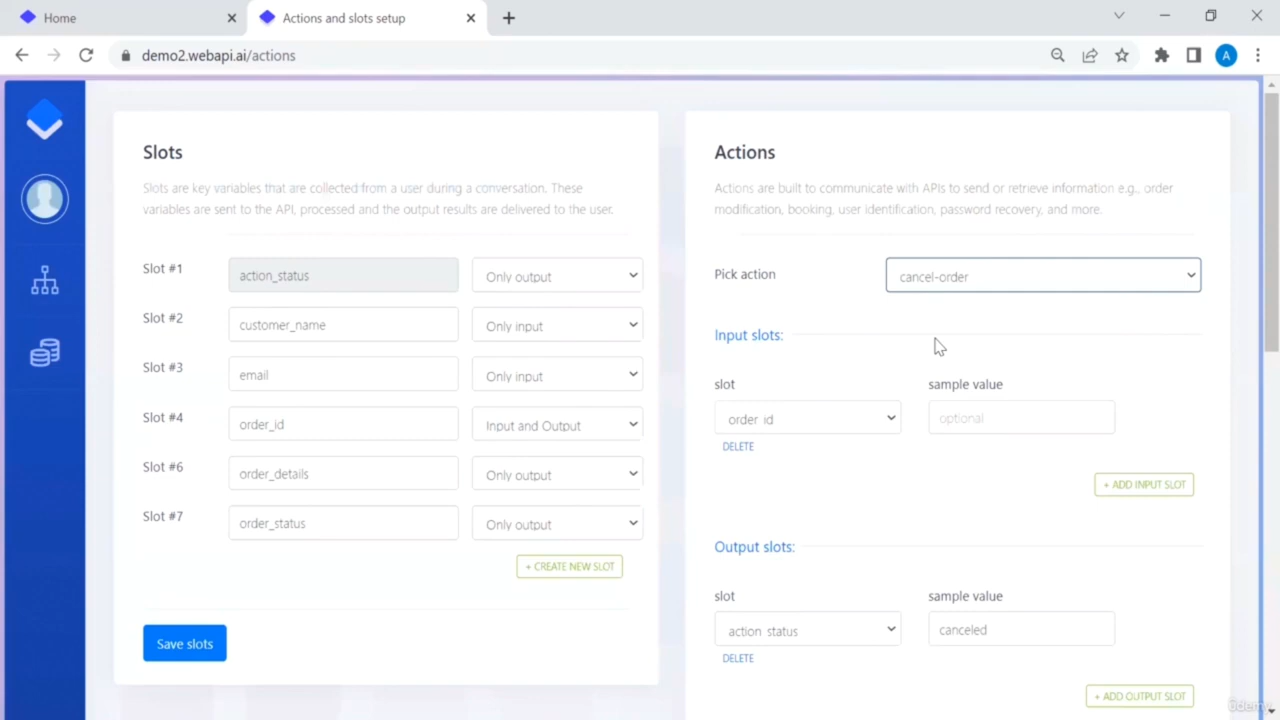 Home
Actions and slots setup
demo2.webapi.ai/actions
A
Slots
Slots are key variables that are collected from a user during a conversation. These
variables are sent to the API, processed and the output results are delivered to the user.
Slot #1
action_status
Only output
Slot #2
customer_name
Only input
Slot #3
email
Only input
Slot #4
order_id
Input and Output
Slot #6
order_details
Only output
Slot #7
order_status
Only output
+ CREATE NEW SLOT
Save slots
Actions
Actions are built to communicate with APIs to send or retrieve information e.g., order
modification, booking, user identification, password recovery, and more.
Pick action
cancel-order
Input slots:
slot
sample value
order_id
optional
DELETE
+ ADD INPUT SLOT
Output slots:
slot
sample value
action_status
canceled
DELETE
+ ADD OUTPUT SLOT
ûdemy